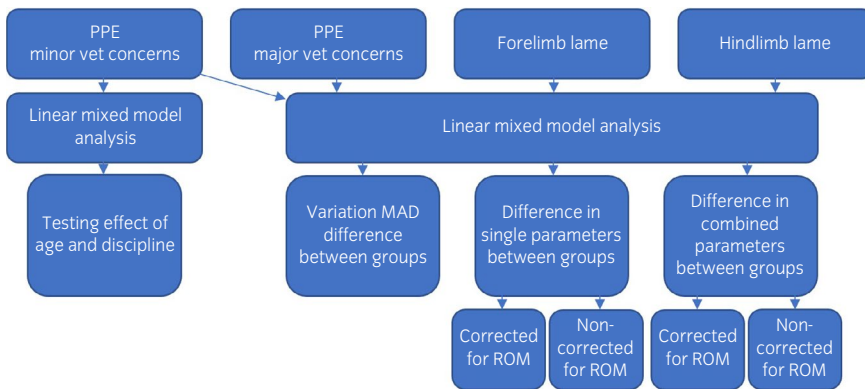 PPE
minor vet concerns
PPE
major vet concerns
Forelimb lame
Hindlimb lame
Linear mixed model
analysis
Linear mixed model analysis
Testing effect of
age and discipline
Variation MAD
difference
between groups
Difference in
single parameters
between groups
Difference in
combined
parameters
between groups
Corrected
for ROM
Non-
corrected
for ROM
Corrected
for ROM
Non-
corrected
for ROM